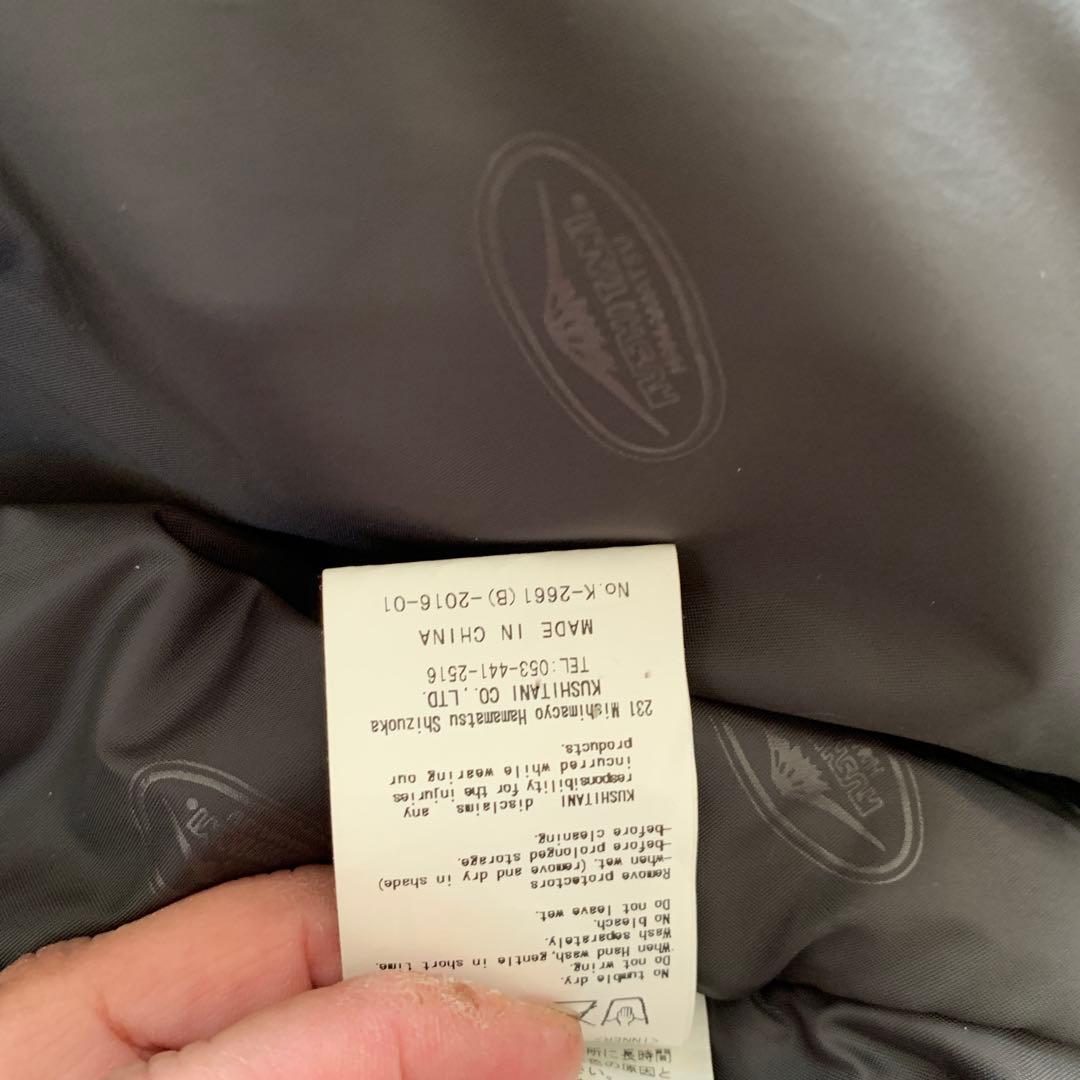 KUSHITANI.
HAMAMATSU
No tumble dry.
Do not wring.
When Hand wash, gentle in short time.
Wash separately.
No bleach.
Do not leave wet.
Remove protectors
—when wet. (remove and dry in shade)
—before prolonged storage.
—before cleaning.
KUSHITANI disclaims any
responsibility for the injuries
incurred while wearing our
products.
231 Mishimacyo Hamamatsu Shizuoka
KUSHITANI CO.,LTD.
TEL:053-441-2516
MADE IN CHINA
No.K-2661(B)-2016-01